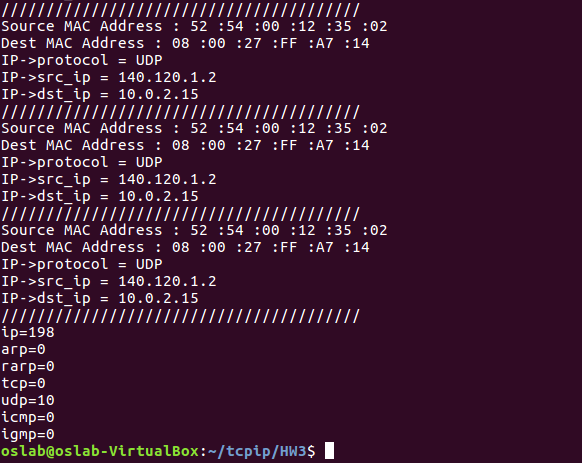 ////////////////////////////////////////
Source MAC Address : 52 :54 :00 :12 :35 :02
Dest MAC Address : 08 :00 :27 :FF :A7 :14
IP->protocol = UDP
IP->src_ip = 140.120.1.2
IP->dst_ip = 10.0.2.15
////////////////////////////////////////
Source MAC Address : 52 :54 :00 :12 :35 :02
Dest MAC Address : 08 :00 :27 :FF :A7 :14
IP->protocol = UDP
IP->src_ip = 140.120.1.2
IP->dst_ip = 10.0.2.15
////////////////////////////////////////
Source MAC Address : 52 :54 :00 :12 :35 :02
Dest MAC Address : 08 :00 :27 :FF :A7 :14
IP->protocol = UDP
IP->src_ip = 140.120.1.2
IP->dst_ip = 10.0.2.15
////////////////////////////////////////
ip=198
arp=0
rarp=0
tcp=0
udp=10
icmp=0
igmp=0
oslab@oslab-VirtualBox:~/tcpip/HW3$